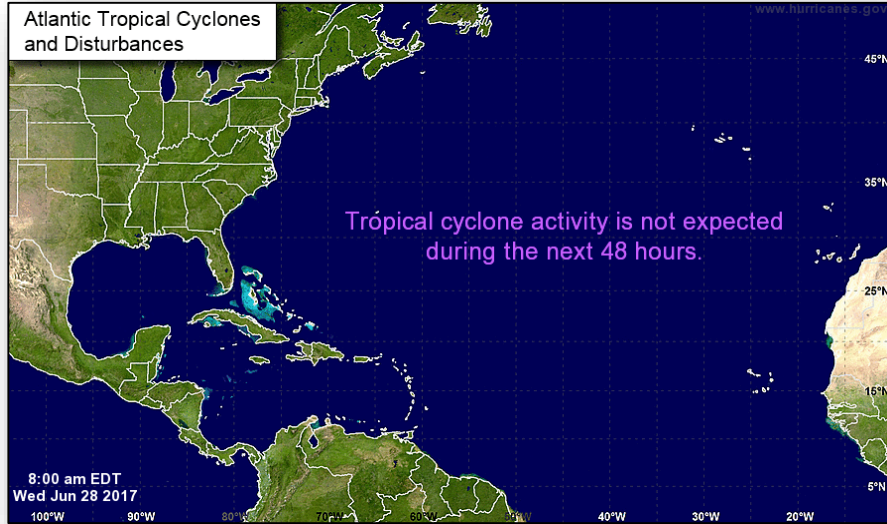 Atlantic Tropical Cyclones
and Disturbances
www.hurricanes.gov
45°N
35°N
Tropical cyclone activity is not expected
during the next 48 hours.
25°N
15°N
8:00 am EDT
Wed Jun 28 2017
5°N
100°W 90°W 80°W 70°W 60°W 50°W 40°W 30°W 20°W